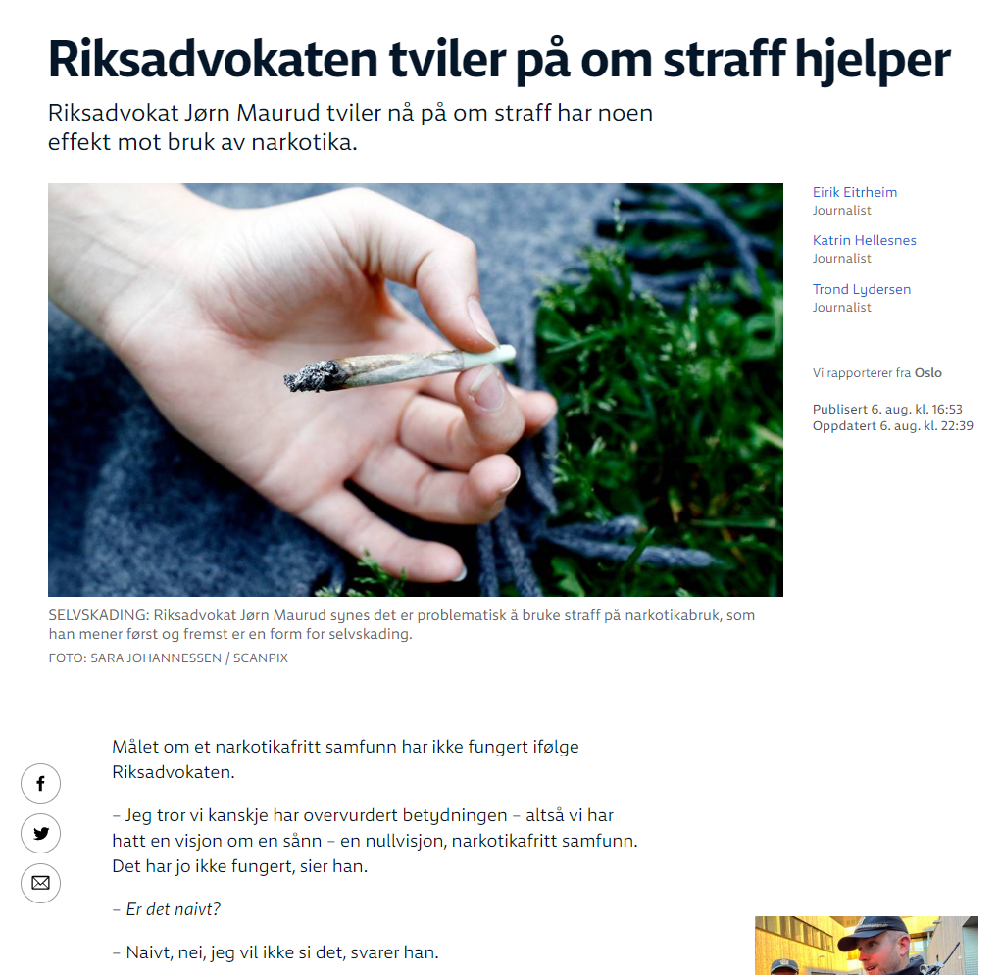 Riksadvokaten tviler på om straff hjelper
Riksadvokat Jørn Maurud tviler nå på om straff har noen
effekt mot bruk av narkotika.
Eirik Eitrheim
Journalist
Katrin Hellesnes
Journalist
Trond Lydersen
Journalist
Vi rapporterer fra Oslo
Publisert 6. aug. kl. 16:53
Oppdatert 6. aug. kl. 22:39
SELVSKADING: Riksadvokat Jørn Maurud synes det er problematisk å bruke straff på narkotikabruk, som
han mener først og fremst er en form for selvskading.
FOTO: SARA JOHANNESSEN / SCANPIX
Målet om et narkotikafritt samfunn har ikke fungert ifølge
Riksadvokaten.
– Jeg tror vi kanskje har overvurdert betydningen – altså vi har
hatt en visjon om en sånn – en nullvisjon, narkotikafritt samfunn.
Det har jo ikke fungert, sier han.
– Er det naivt?
– Naivt, nei, jeg vil ikke si det, svarer han.